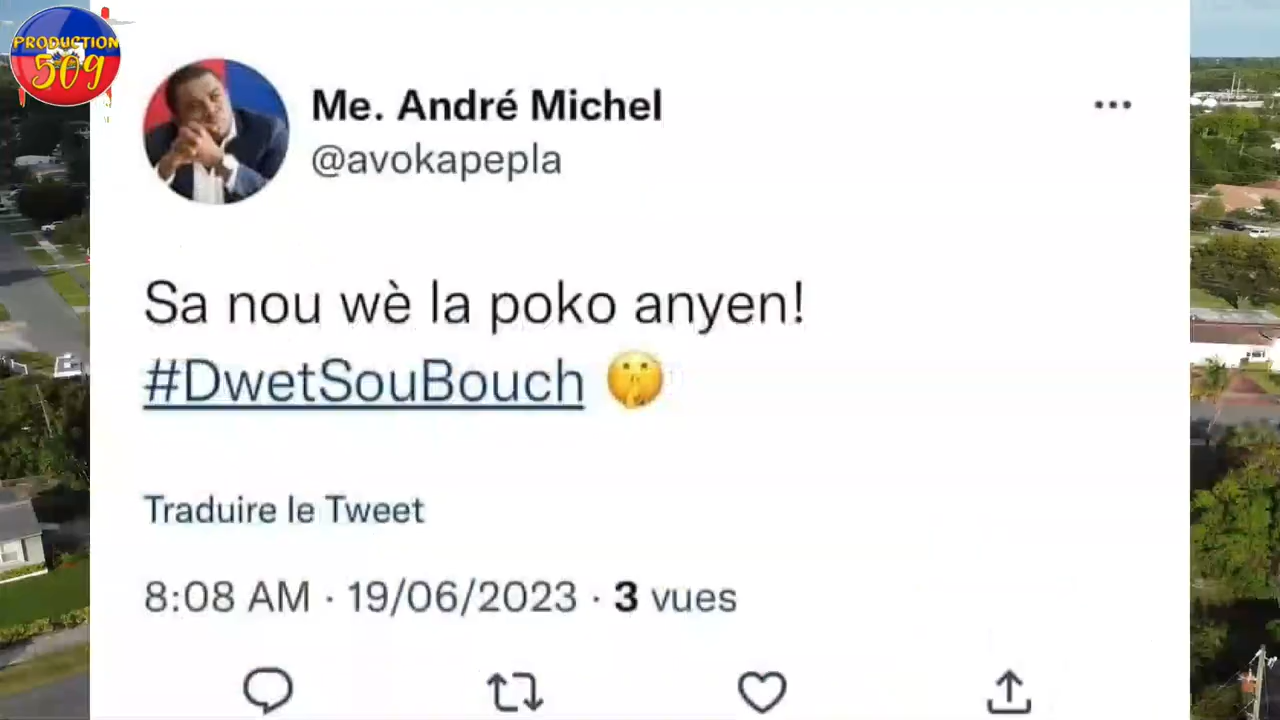 PRODUCTION
509
Me. André Michel
@avokapepla
Sa nou wè la poko anyen!
#DwetSouBouch
Traduire le Tweet
8:08 AM · 19/06/2023 · 3 vues